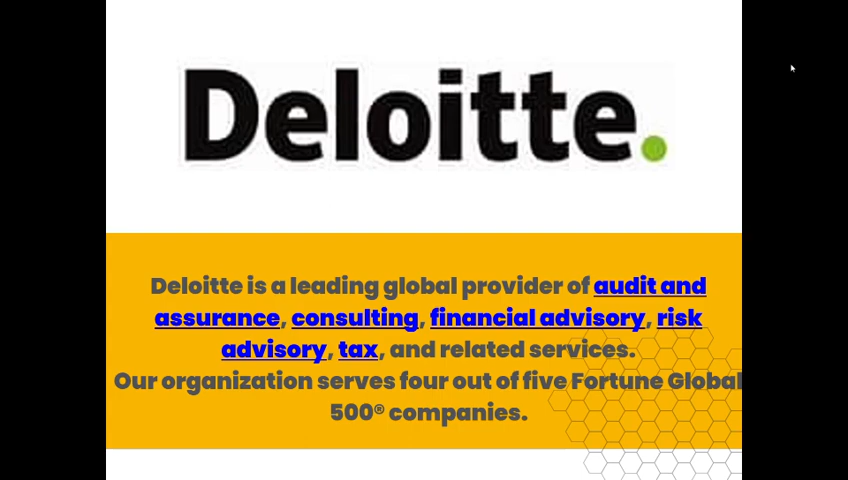 Deloitte.
Deloitte is a leading global provider of audit and
assurance, consulting, financial advisory, risk
advisory, tax, and related services.
Our organization serves four out of five Fortune Global
500® companies.